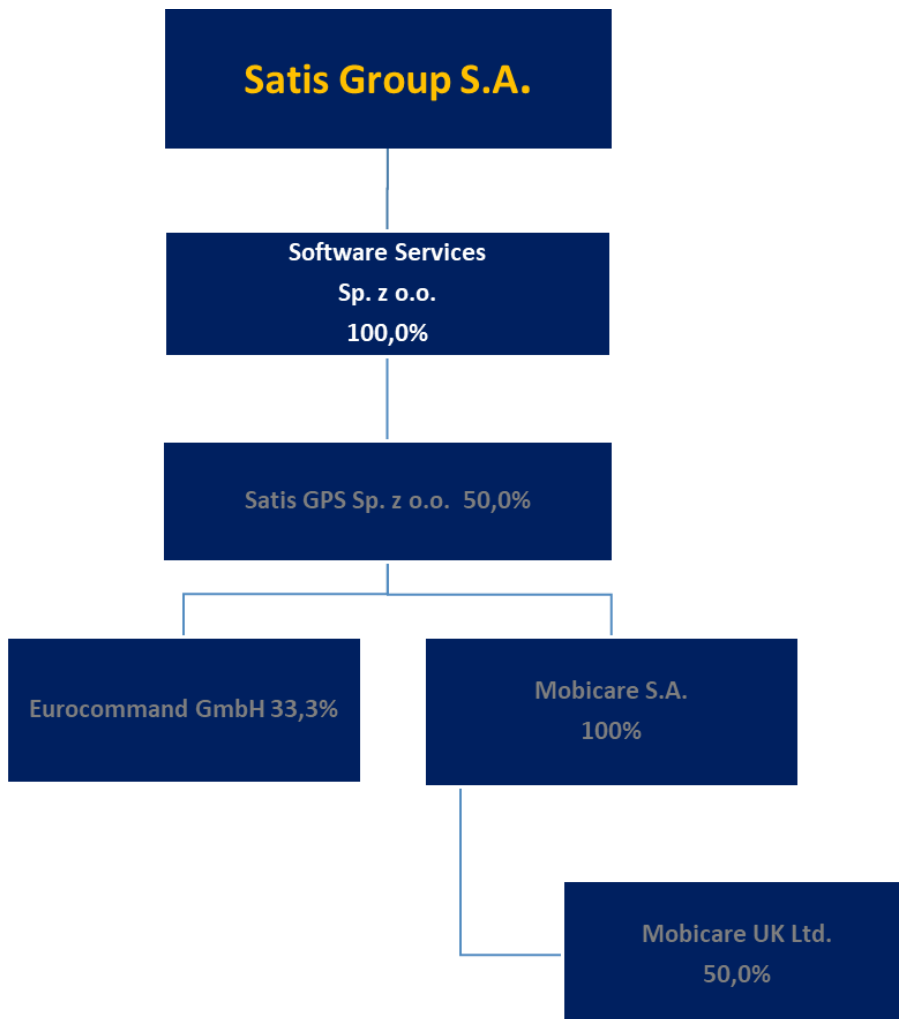 Satis Group S.A.
Software Services
Sp. z o.o.
100,0%
Satis GPS Sp. z o.o.  50,0%
Eurocommand GmbH 33,3%
Mobicare S.A.
100%
Mobicare UK Ltd.
50,0%